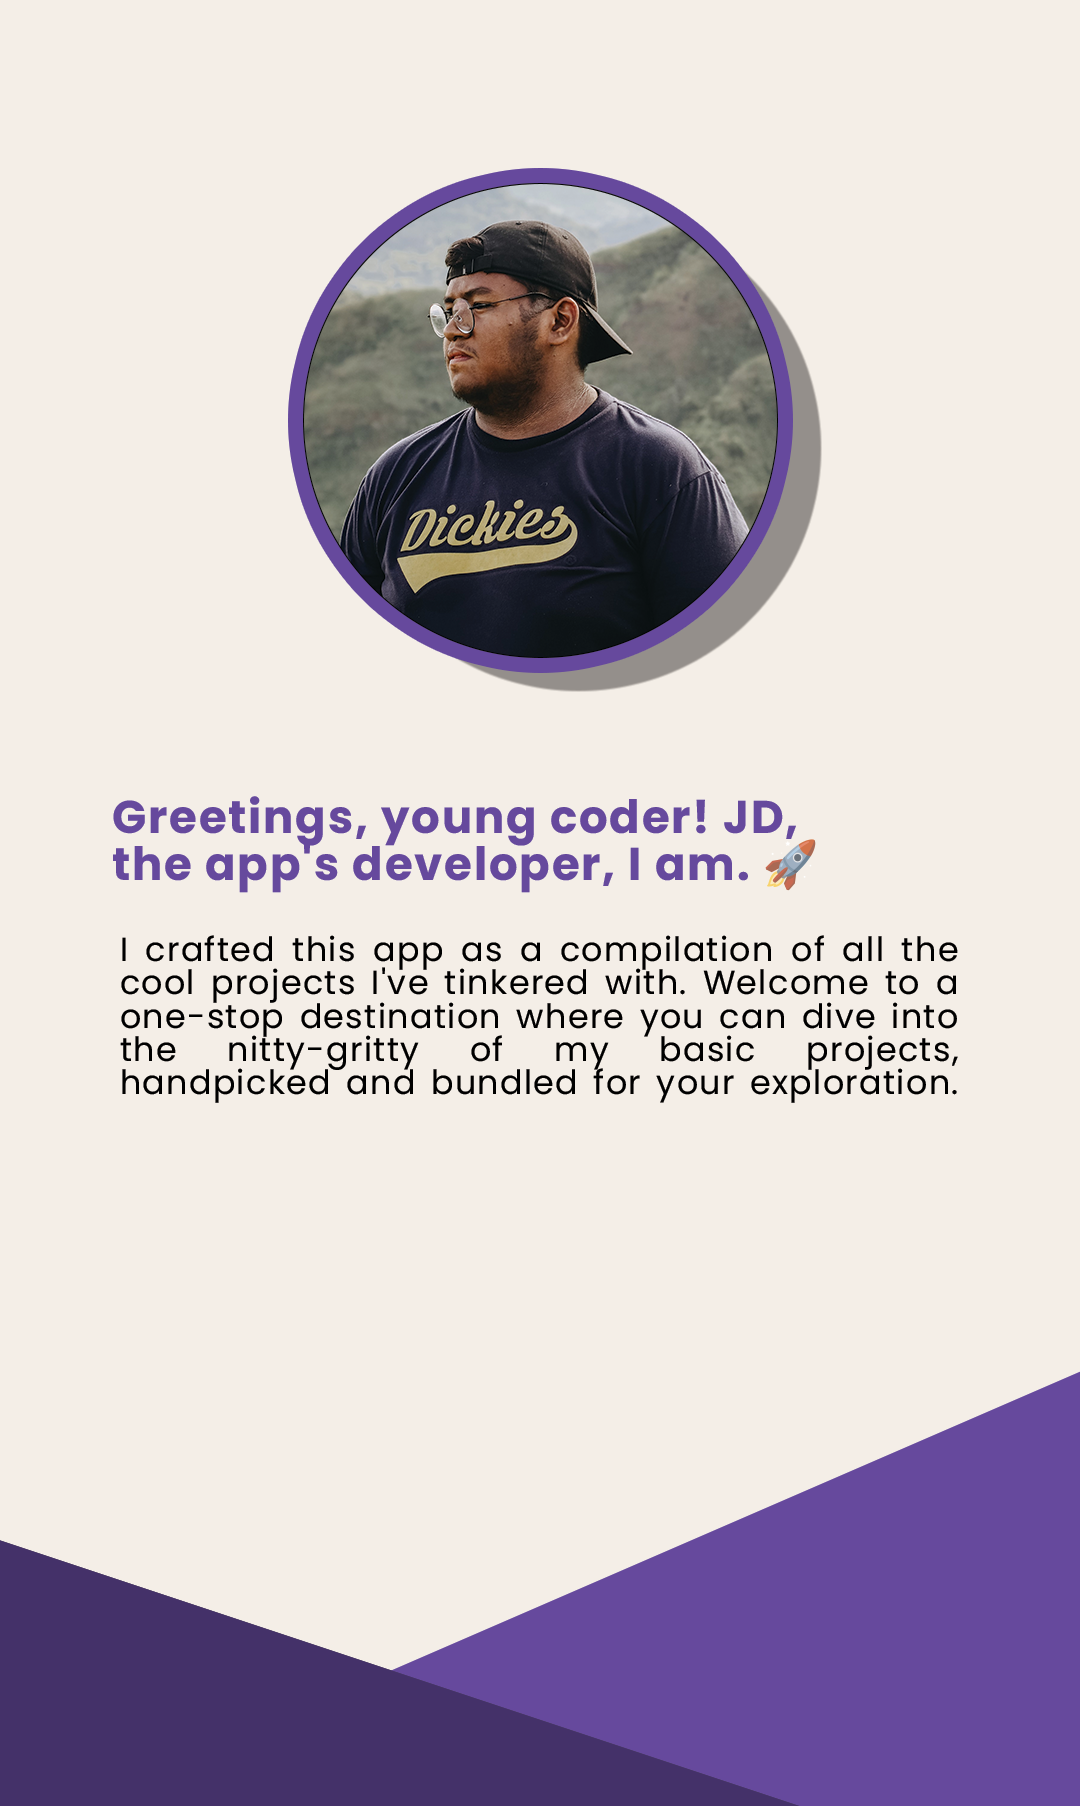 Dickies
Greetings, young coder! JD,
the app's developer, I am. 🚀
I crafted this app as a compilation of all the
cool projects I've tinkered with. Welcome to a
one-stop destination where you can dive into
the nitty-gritty of my basic projects,
handpicked and bundled for your exploration.